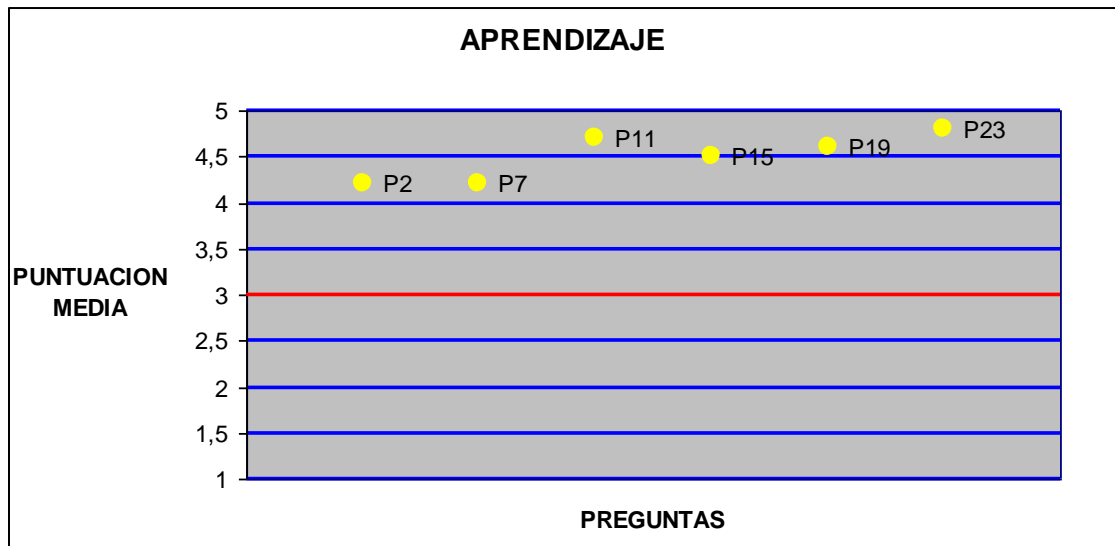 APRENDIZAJE
5
4,5
4
3,5
3
2,5
2
1,5
1
PUNTUACION
MEDIA
P2
P7
P11
P15
P19
P23
PREGUNTAS